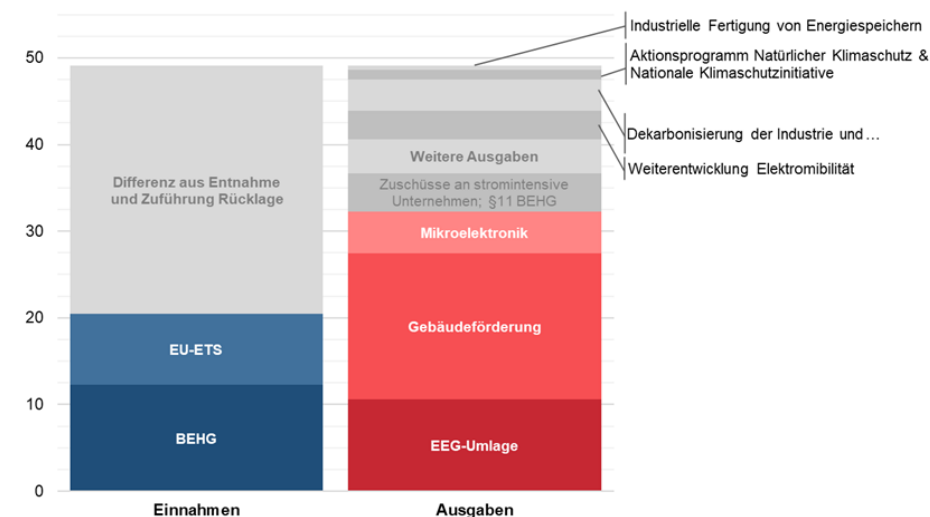 Industrielle Fertigung von Energiespeichern
Aktionsprogramm Natürlicher Klimaschutz &
Nationale Klimaschutzinitiative
Dekarbonisierung der Industrie und ...
Weiterentwicklung Elektromibilität
50
40
30
20
10
0
Differenz aus Entnahme
und Zuführung Rücklage
EU-ETS
BEHG
Weitere Ausgaben
Zuschüsse an stromintensive
Unternehmen; §11 BEHG
Mikroelektronik
Gebäudeförderung
EEG-Umlage
Einnahmen
Ausgaben